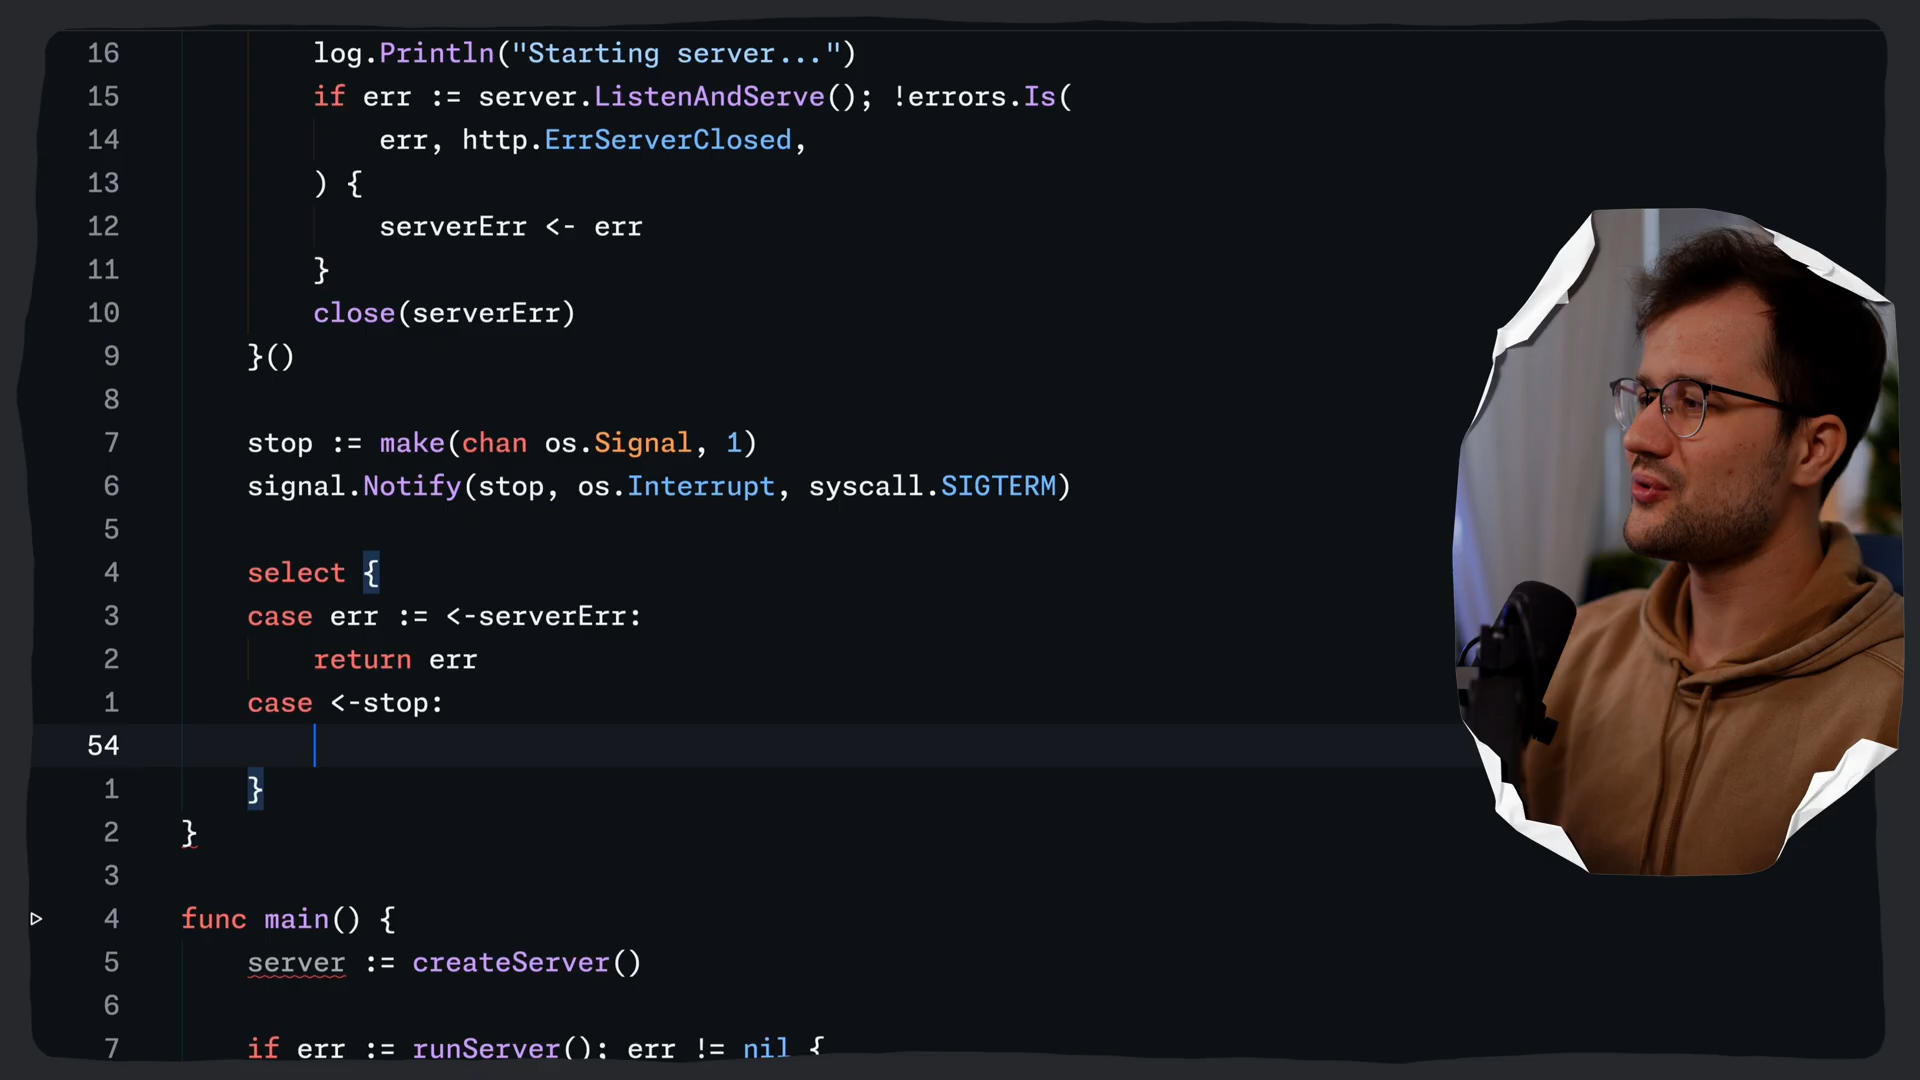 16 log.Println("Starting server...")
15 if err := server.ListenAndServe(); !errors.Is(
14 err, http.ErrServerClosed,
13 ) {
12 serverErr <- err
11 }
10 close(serverErr)
9 }()
8
7 stop := make(chan os.Signal, 1)
6 signal.Notify(stop, os.Interrupt, syscall.SIGTERM)
5
4 select {
3 case err := <-serverErr:
2 return err
1 case <-stop:
54
1 }
2 }
3
4 func main() {
5 server := createServer()
6
7 if err := runServer(); err != nil {